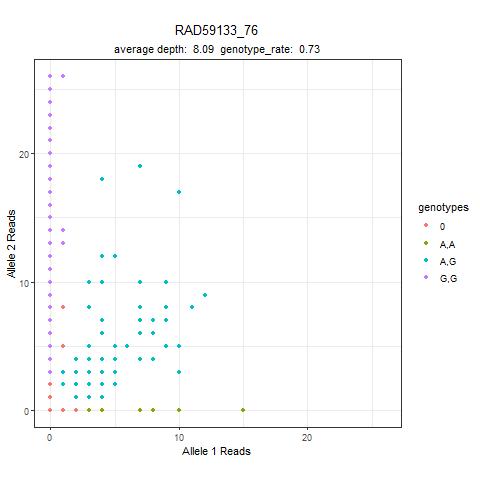 RAD59133_76
average depth: 8.09 genotype_rate: 0.73
Allele 2 Reads
20
10
0
0 10 20
Allele 1 Reads
genotypes
0
A,A
A,G
G,G